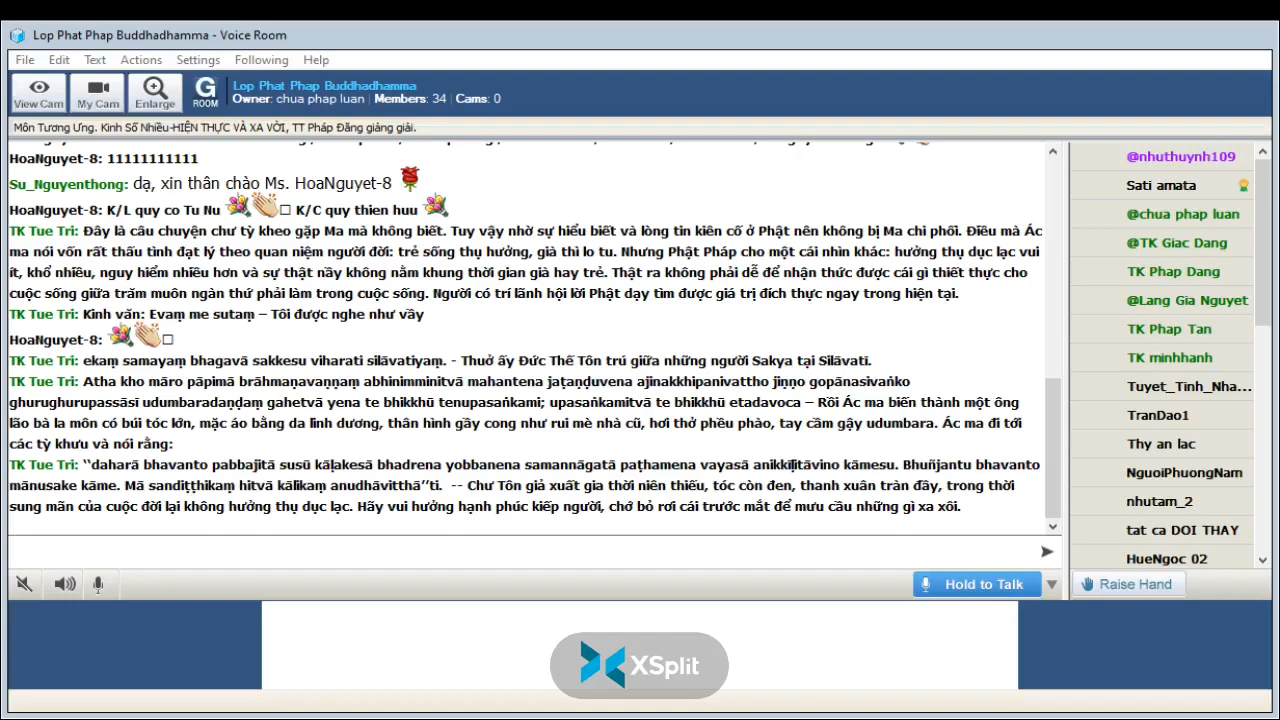 Lop Phat Phap Buddhadhamma - Voice Room
File Edit Text Actions Settings Following Help
View Cam My Cam Enlarge G ROOM
Lop Phat Phap Buddhadhamma
Owner: chua phap luan | Members: 34 | Cams: 0
Môn Tương Ưng. Kinh Số Nhiều-HIỆN THỰC VÀ XA VỜI, TT Pháp Đăng giảng giải.
HoaNguyet-8: 11111111111
Su_Nguyenthong: dạ, xin thân chào Ms. HoaNguyet-8
HoaNguyet-8: K/L quy co Tu Nu K/C quy thien huu
TK Tue Tri: Đây là câu chuyện chư tỳ kheo gặp Ma mà không biết. Tuy vậy nhờ sự hiểu biết và lòng tin kiên cố ở Phật nên không bị Ma chi phối. Điều mà Ác
ma nói vốn rất thấu tình đạt lý theo quan niệm người đời: trẻ sống thụ hưởng, già thì lo tu. Nhưng Phật Pháp cho một cái nhìn khác: hưởng thụ dục lạc vui
ít, khổ nhiều, nguy hiểm nhiều hơn và sự thật nầy không nằm khung thời gian già hay trẻ. Thật ra không phải dễ để nhận thức được cái gì thiết thực cho
cuộc sống giữa trăm muôn ngàn thứ phải làm trong cuộc sống. Người có trí lãnh hội lời Phật dạy tìm được giá trị đích thực ngay trong hiện tại.
TK Tue Tri: Kinh văn: Evaṃ me sutaṃ – Tôi được nghe như vầy
HoaNguyet-8:
TK Tue Tri: ekaṃ samayaṃ bhagavā sakkesu viharati silāvatiyaṃ. - Thuở ấy Đức Thế Tôn trú giữa những người Sakya tại Silāvatī.
TK Tue Tri: Atha kho māro pāpimā brāhmaṇavaṇṇaṃ abhinimminitvā mahantena jaṭaṇḍuvena ajinakkhipanivattho jiṇṇo gopānasivaṅko
ghurughurupassāsī udumbaradaṇḍaṃ gahetvā yena te bhikkhū tenupasaṅkami; upasaṅkamitvā te bhikkhū etadavoca – Rồi Ác ma biến thành một ông
lão bà la môn có búi tóc lớn, mặc áo bằng da linh dương, thân hình gầy cong như rui mè nhà cũ, hơi thở phều phào, tay cầm gậy udumbara. Ác ma đi tới
các tỳ khưu và nói rằng:
TK Tue Tri: ‘‘daharā bhavanto pabbajitā susū kāḷakesā bhadrena yobbanena samannāgatā paṭhamena vayasā anikkīḷitāvino kāmesu. Bhuñjantu bhavanto
mānusake kāme. Mā sandiṭṭhikaṃ hitvā kālikaṃ anudhāvitthā’’ti. -- Chư Tôn giả xuất gia thời niên thiếu, tóc còn đen, thanh xuân tràn đầy, trong thời
sung mãn của cuộc đời lại không hưởng thụ dục lạc. Hãy vui hưởng hạnh phúc kiếp người, chớ bỏ rơi cái trước mắt để mưu cầu những gì xa xôi.
@nhuthuynh109
Sati amata
@chua phap luan
@TK Giac Dang
TK Phap Dang
@Lang Gia Nguyet
TK Phap Tan
TK minhhanh
Tuyet_Tinh_Nha...
TranDao1
Thy an lac
NguoiPhuongNam
nhutam_2
tat ca DOI THAY
HueNgoc 02
Hold to Talk
Raise Hand
XSplit